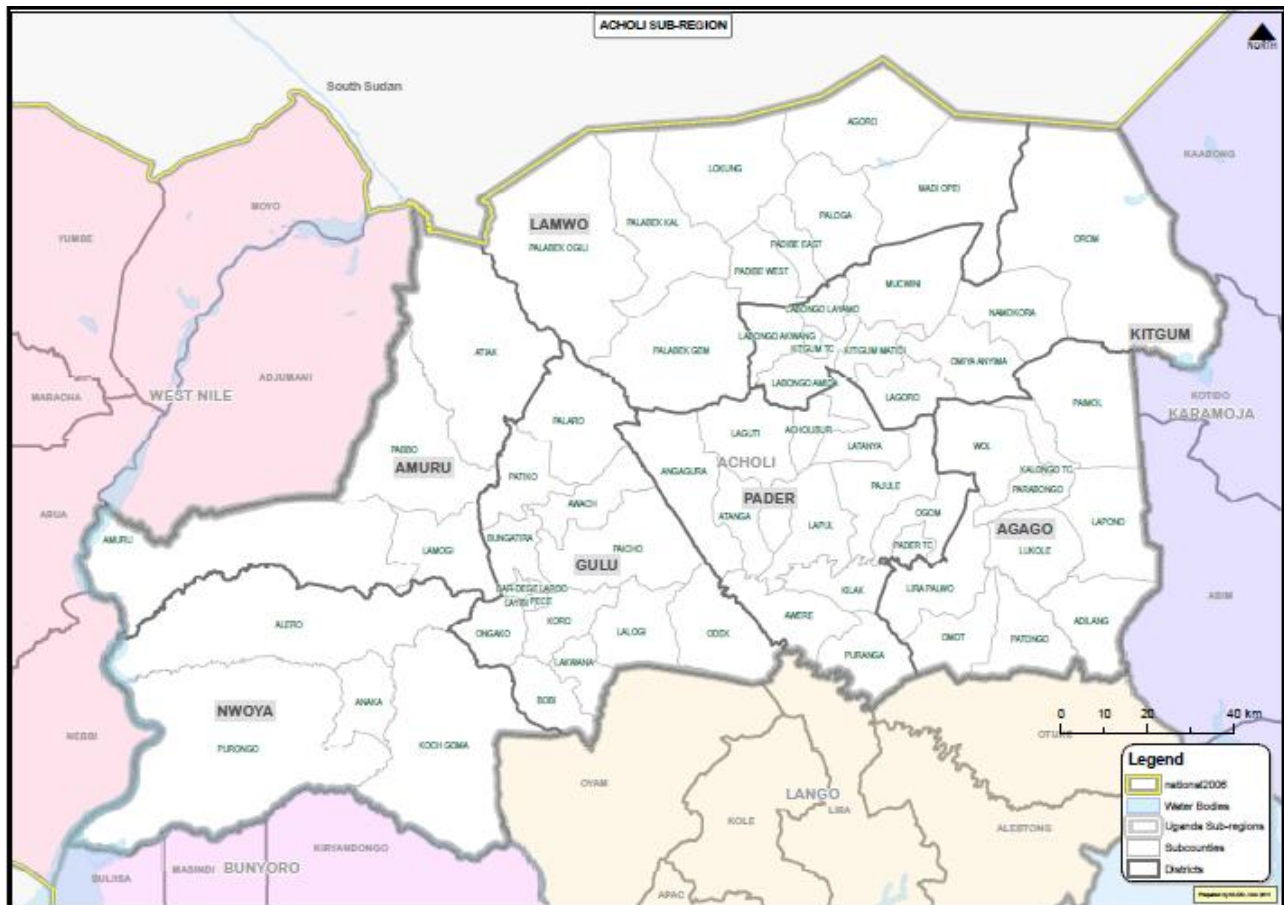 ACHOLI SUB-REGION
NORTH
South Sudan
AGORO
KAABONG
LOKUNG
MADI OPEI
MOYO
PALOGA
LAMWO
PALABEK KAL
YUMBE
PALABEK OGILI
PADIBE EAST
OROM
PADIBE WEST
MUCWINI
LABONGO LAYAMO
NAMOKORA
LABONGO AKWANG
KITGUM
ATIAK
PALABEK GEM
KITGUM TC
KITGUM MATIDI
OMIYA ANYIMA
ADJUMANI
LABONGO AMIDA
LAGORO
PAIMOL
KOTIDO
WEST NILE
MARACHA
KARAMOJA
PALARO
LAGUTI
ACHOLIBUR
LATANYA
WOL
PABBO
ACHOLI
AMURU
ANGAGURA
KALONGO TC
PATIKO
PAJULE
PARABONGO
PADER
AWACH
ARUA
ATANGA
LAPUL
OGOM
LAPONO
AGAGO
AMURU
BUNGATIRA
PAICHO
PADER TC
LUKOLE
LAMOGI
GULU
BAR-DEGE
LAROO
KILAK
LIRA PALWO
ABIM
LAYIBI
PECE
ALERO
KORO
AWERE
ADILANG
ONGAKO
LALOGI
ODEK
OMOT
PATONGO
LAKWANA
PURANGA
ANAKA
BOBI
NWOYA
0 10 20 40 km
NEBBI
PURONGO
KOCH GOMA
OTUKE
Legend
national2006
Water Bodies
Uganda Sub-regions
Subcounties
Districts
OYAM
LANGO
LIRA
KOLE
ALEBTONG
KIRYANDONGO
BULIISA
MASINDI
BUNYORO
APAC